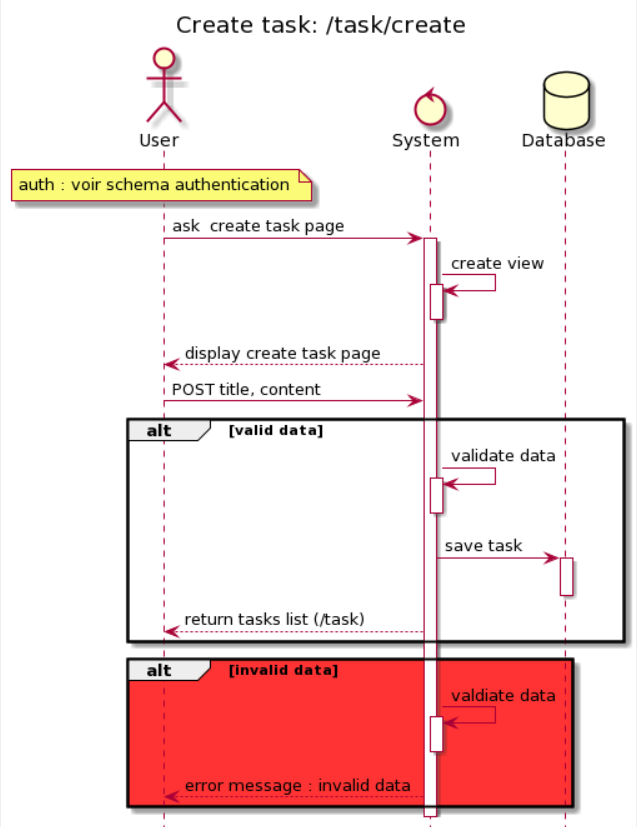 Create task: /task/create
User
System
Database
auth : voir schema authentication
ask  create task page
create view
display create task page
POST title, content
alt [valid data]
validate data
save task
return tasks list (/task)
alt [invalid data]
valdiate data
error message : invalid data